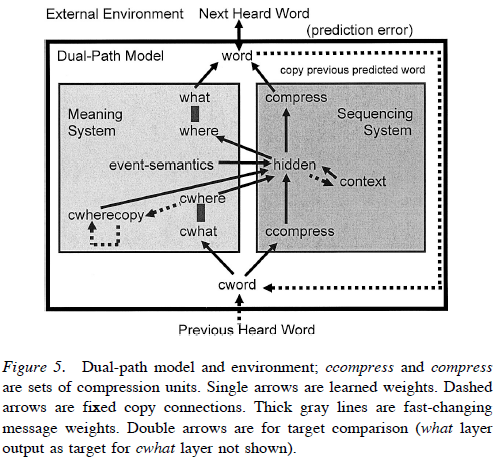 External Environment Next Heard Word
(prediction error)
Dual-Path Model
word
copy previous predicted word
what
compress
Meaning
System
Sequencing
System
where
event-semantics
hidden
context
cwhere
cwherecopy
cwhat
ccompress
cword
Previous Heard Word
Figure 5. Dual-path model and environment; ccompress and compress
are sets of compression units. Single arrows are learned weights. Dashed
arrows are fixed copy connections. Thick gray lines are fast-changing
message weights. Double arrows are for target comparison (what layer
output as target for cwhat layer not shown).